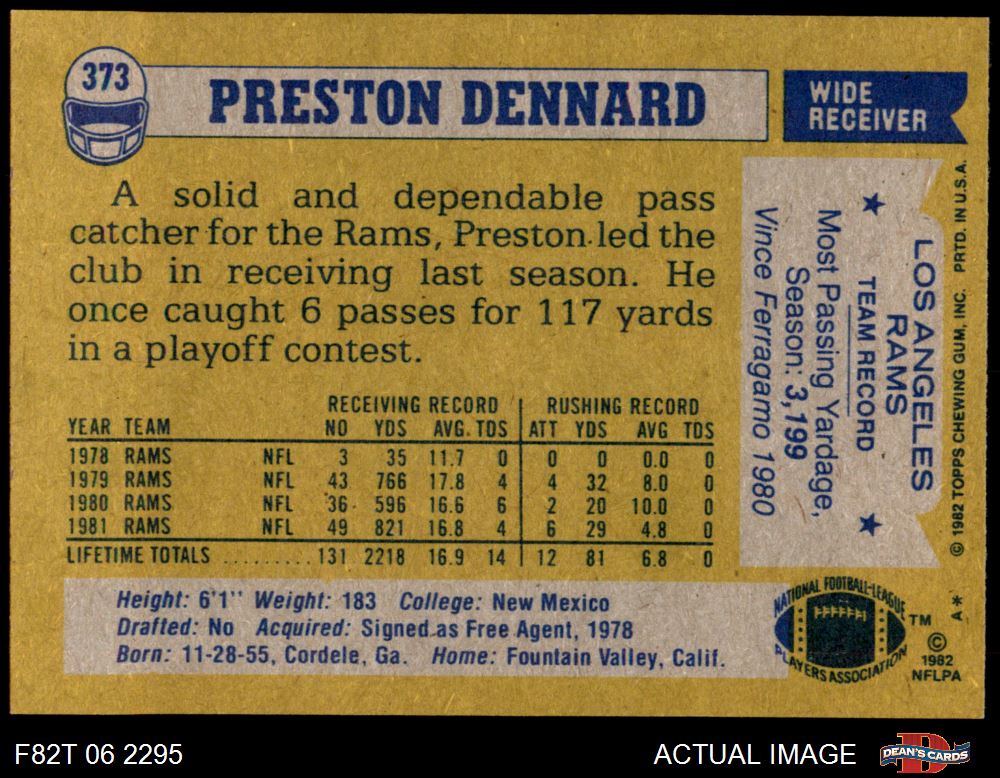 373
PRESTON DENNARD
WIDE
RECEIVER
A solid and dependable pass
catcher for the Rams, Preston led the
club in receiving last season. He
once caught 6 passes for 117 yards
in a playoff contest.
RECEIVING RECORD RUSHING RECORD
YEAR TEAM NO YDS AVG. TDS ATT YDS AVG TDS
1978 RAMS NFL 3 35 11.7 0 0 0 0.0 0
1979 RAMS NFL 43 766 17.8 4 4 32 8.0 0
1980 RAMS NFL 36 596 16.6 6 2 20 10.0 0
1981 RAMS NFL 49 821 16.8 4 6 29 4.8 0
LIFETIME TOTALS ......... 131 2218 16.9 14 12 81 6.8 0
Height: 6'1" Weight: 183 College: New Mexico
Drafted: No Acquired: Signed as Free Agent, 1978
Born: 11-28-55, Cordele, Ga. Home: Fountain Valley, Calif.
LOS ANGELES
RAMS
★ TEAM RECORD ★
Most Passing Yardage,
Season: 3,199
Vince Ferragamo 1980
© 1982 TOPPS CHEWING GUM, INC. PRTD. IN U.S.A.
A*
NATIONAL FOOTBALL LEAGUE
PLAYERS ASSOCIATION
TM
©
1982
NFLPA
F82T 06 2295
ACTUAL IMAGE
DEAN'S CARDS